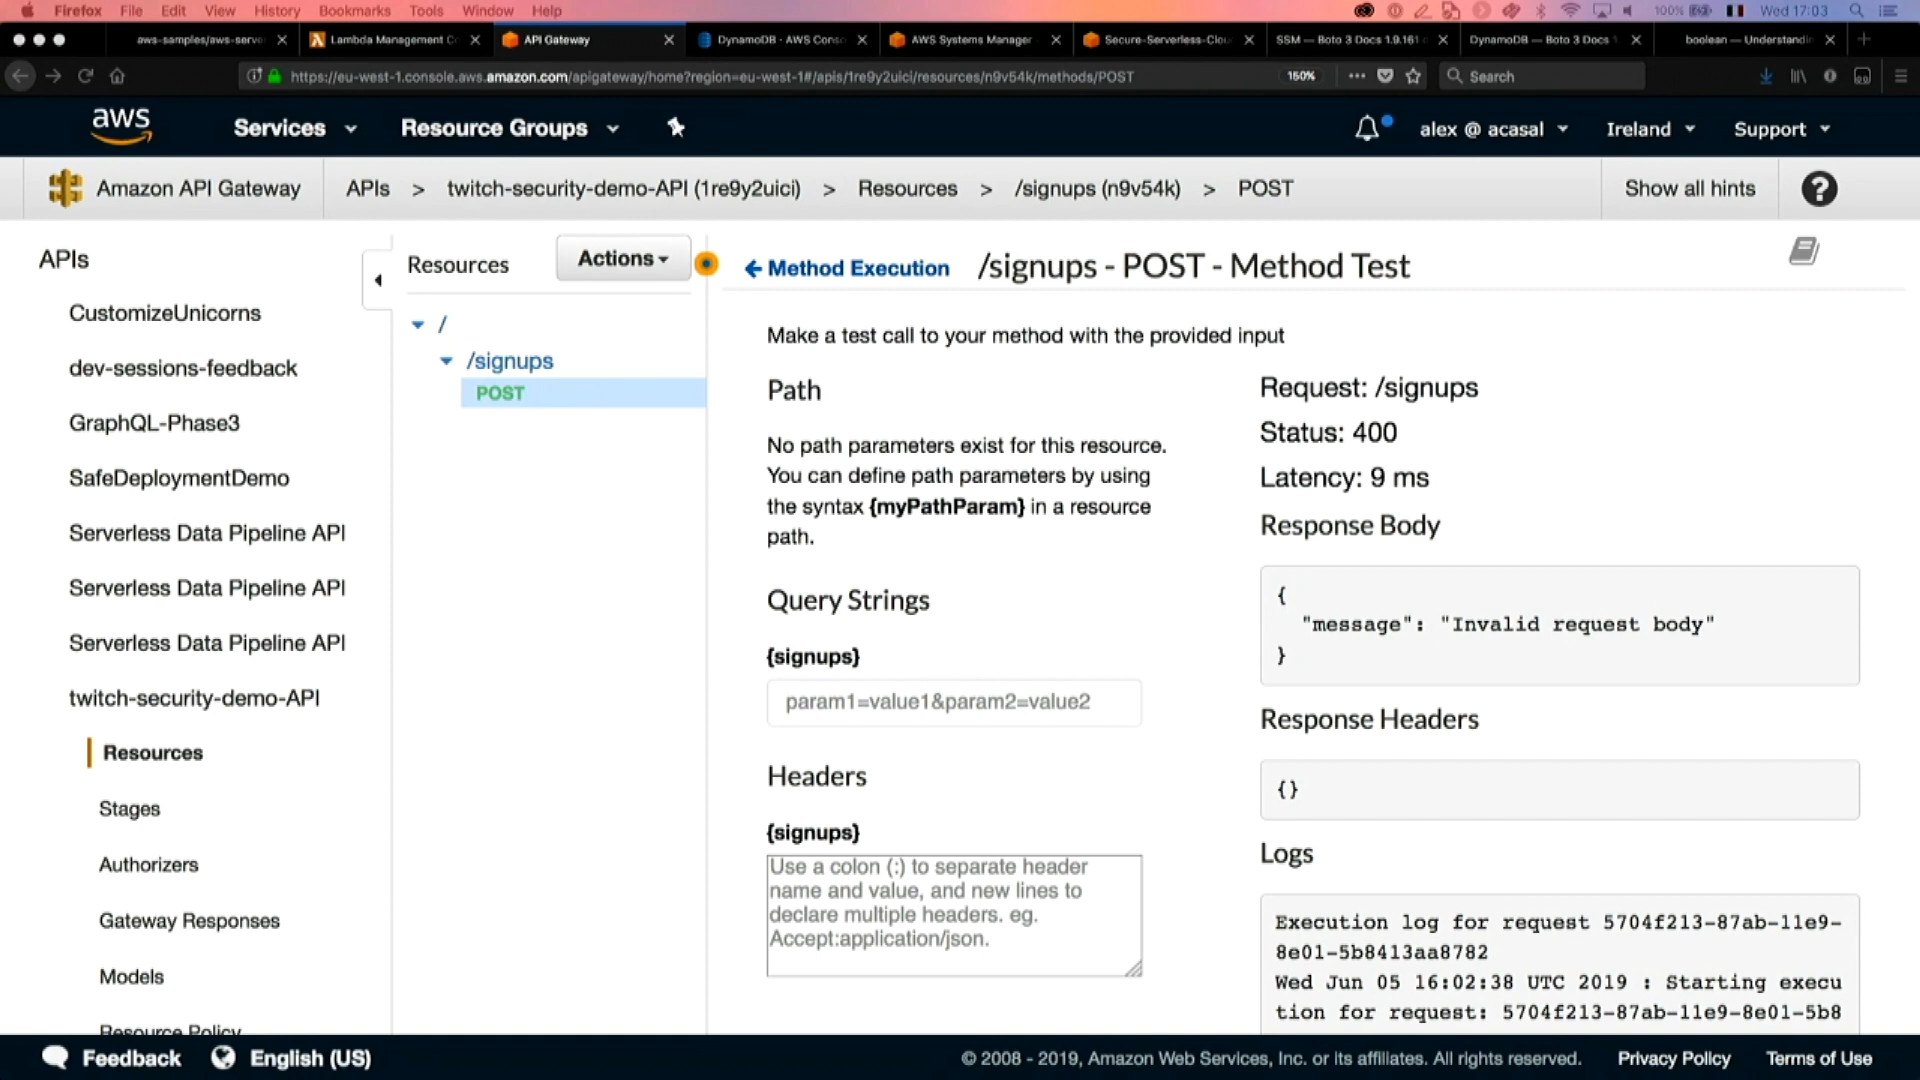 Firefox File Edit View History Bookmarks Tools Window Help 100% Wed 17:03
aws-samples/aws-serve Lambda Management Co API Gateway DynamoDB · AWS Conso AWS Systems Manager Secure-Serverless-Clou SSM — Boto 3 Docs 1.9.161 DynamoDB — Boto 3 Docs 1 boolean — Understandin
https://eu-west-1.console.aws.amazon.com/apigateway/home?region=eu-west-1#/apis/1re9y2uici/resources/n9v54k/methods/POST 150% Search
aws Services Resource Groups alex @ acasal Ireland Support
Amazon API Gateway APIs > twitch-security-demo-API (1re9y2uici) > Resources > /signups (n9v54k) > POST Show all hints ?
APIs
CustomizeUnicorns
dev-sessions-feedback
GraphQL-Phase3
SafeDeploymentDemo
Serverless Data Pipeline API
Serverless Data Pipeline API
Serverless Data Pipeline API
twitch-security-demo-API
Resources
Stages
Authorizers
Gateway Responses
Models
Resource Policy
Resources Actions
/
/signups
POST
Method Execution /signups - POST - Method Test
Make a test call to your method with the provided input
Path
No path parameters exist for this resource.
You can define path parameters by using
the syntax {myPathParam} in a resource
path.
Query Strings
{signups}
param1=value1&param2=value2
Headers
{signups}
Use a colon (:) to separate header
name and value, and new lines to
declare multiple headers. eg.
Accept:application/json.
Request: /signups
Status: 400
Latency: 9 ms
Response Body
{
"message": "Invalid request body"
}
Response Headers
{}
Logs
Execution log for request 5704f213-87ab-11e9-
8e01-5b8413aa8782
Wed Jun 05 16:02:38 UTC 2019 : Starting execu
tion for request: 5704f213-87ab-11e9-8e01-5b8
Feedback English (US) © 2008 - 2019, Amazon Web Services, Inc. or its affiliates. All rights reserved. Privacy Policy Terms of Use